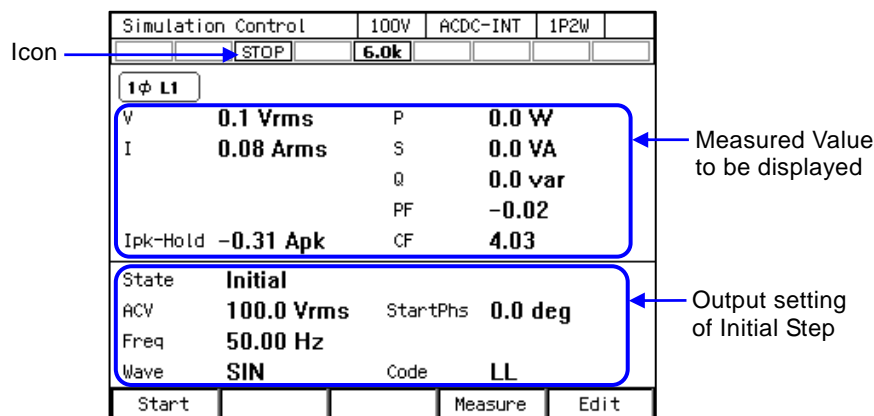 Simulation Control 100V ACDC-INT 1P2W
Icon STOP 6.0k
1ϕ L1
V 0.1 Vrms P 0.0 W
I 0.08 Arms S 0.0 VA
Q 0.0 var
PF -0.02
Ipk-Hold -0.31 Apk CF 4.03
Measured Value
to be displayed
State Initial
ACV 100.0 Vrms StartPhs 0.0 deg
Freq 50.00 Hz
Wave SIN Code LL
Output setting
of Initial Step
Start Measure Edit